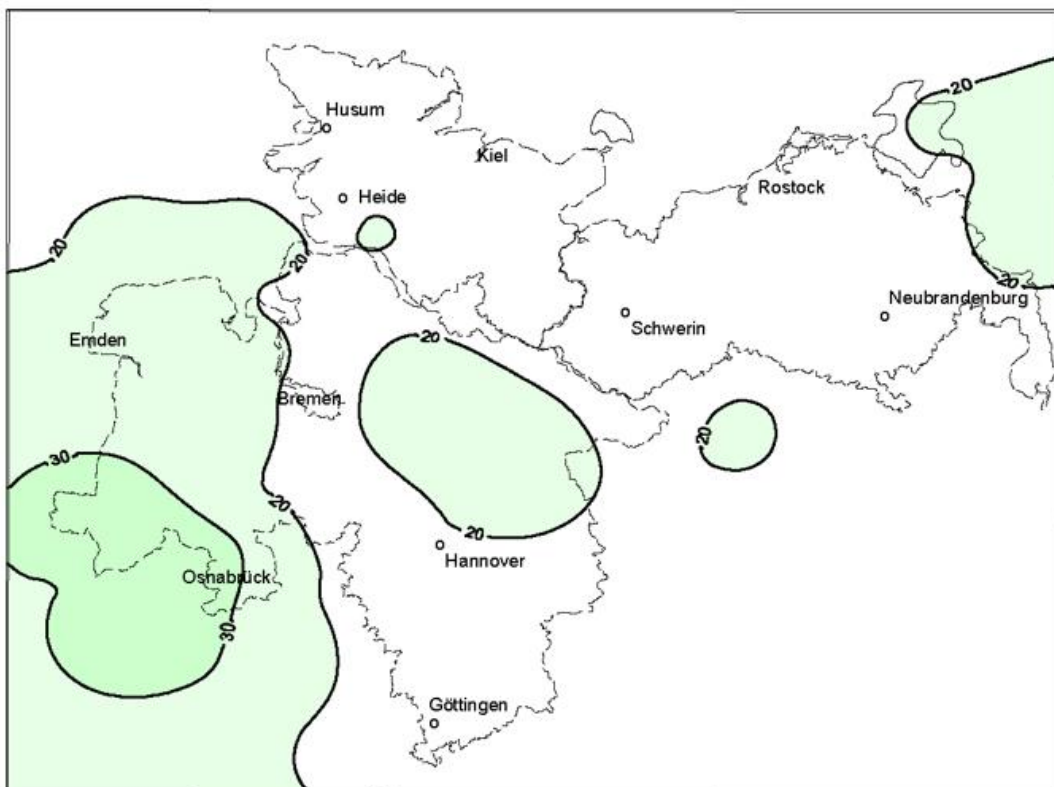 20
Husum
Kiel
Rostock
Heide
20
20
20
Neubrandenburg
Schwerin
Emden
20
Bremen
20
30
20
20
Hannover
Osnabrück
30
Göttingen